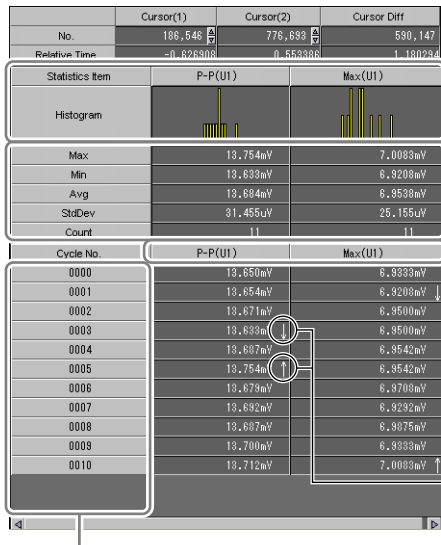 Cursor(1) Cursor(2) Cursor Diff
No. 186,546 776,693 590,147
Relative Time -0.626908 0.553386 1.180294
Statistics Item P-P(U1) Max(U1)
Histogram
Max 13.754mV 7.0083mV
Min 13.633mV 6.9208mV
Avg 13.684mV 6.9538mV
StdDev 31.455uV 25.155uV
Count 11 11
Cycle No. P-P(U1) Max(U1)
0000 13.650mV 6.9333mV
0001 13.654mV 6.9208mV ↓
0002 13.671mV 6.9500mV
0003 13.633mV ↓ 6.9500mV
0004 13.687mV 6.9542mV
0005 13.754mV ↑ 6.9542mV
0006 13.679mV 6.9708mV
0007 13.692mV 6.9292mV
0008 13.687mV 6.9875mV
0009 13.700mV 6.9333mV
0010 13.712mV 7.0083mV ↑